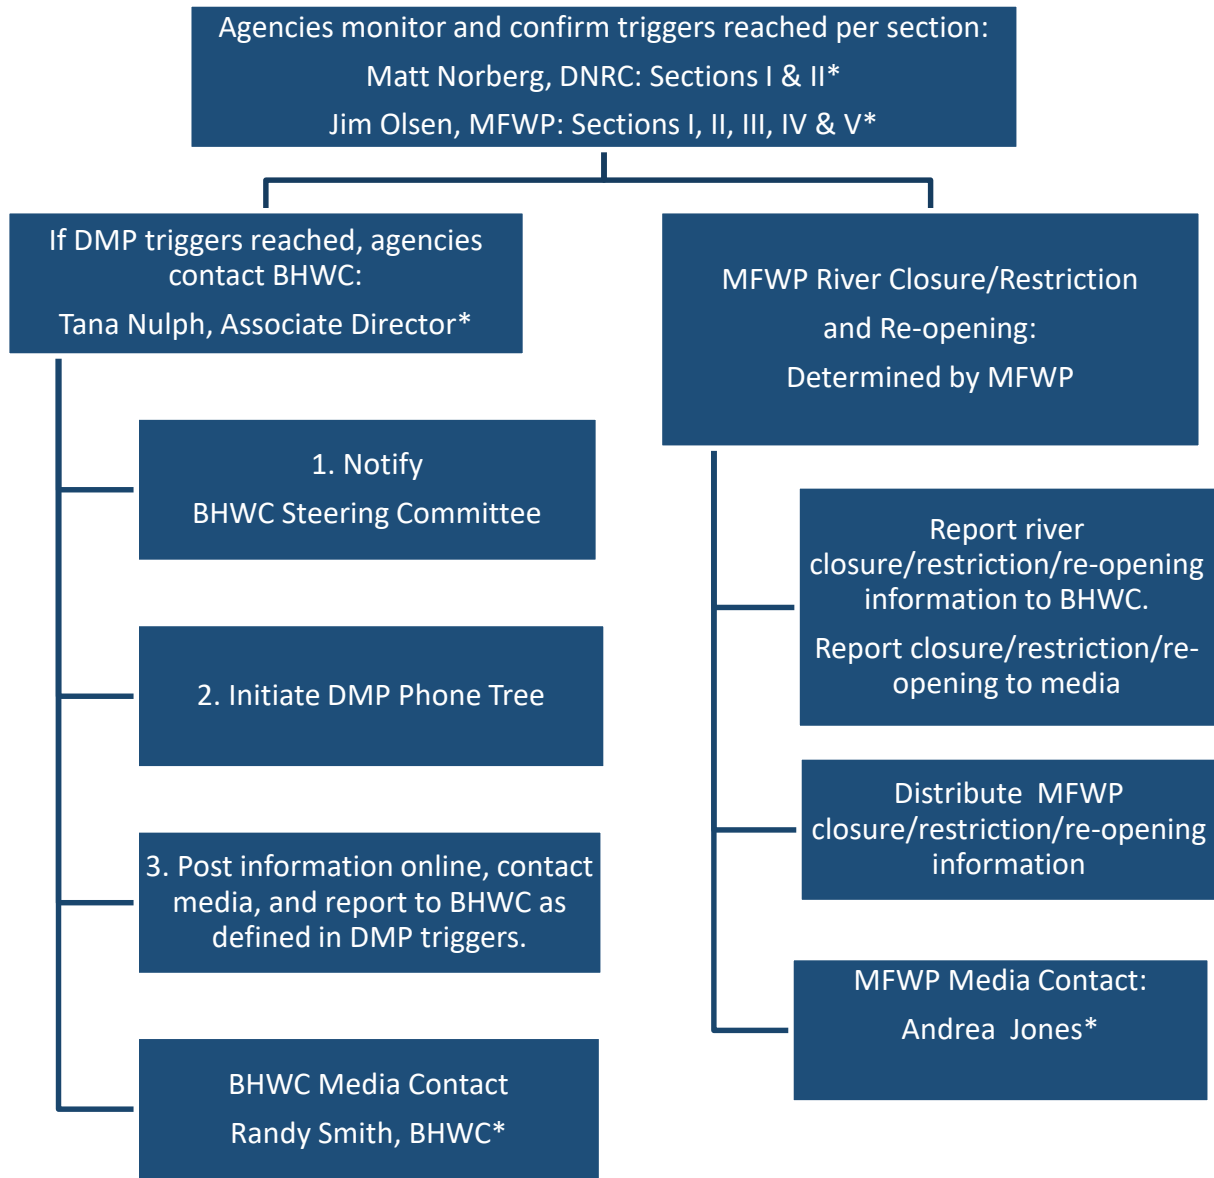 Agencies monitor and confirm triggers reached per section:
Matt Norberg, DNRC: Sections I & II*
Jim Olsen, MFWP: Sections I, II, III, IV & V*
If DMP triggers reached, agencies
contact BHWC:
Tana Nulph, Associate Director*
1. Notify
BHWC Steering Committee
2. Initiate DMP Phone Tree
3. Post information online, contact
media, and report to BHWC as
defined in DMP triggers.
BHWC Media Contact
Randy Smith, BHWC*
MFWP River Closure/Restriction
and Re-opening:
Determined by MFWP
Report river
closure/restriction/re-opening
information to BHWC.
Report closure/restriction/re-
opening to media
Distribute MFWP
closure/restriction/re-opening
information
MFWP Media Contact:
Andrea Jones*